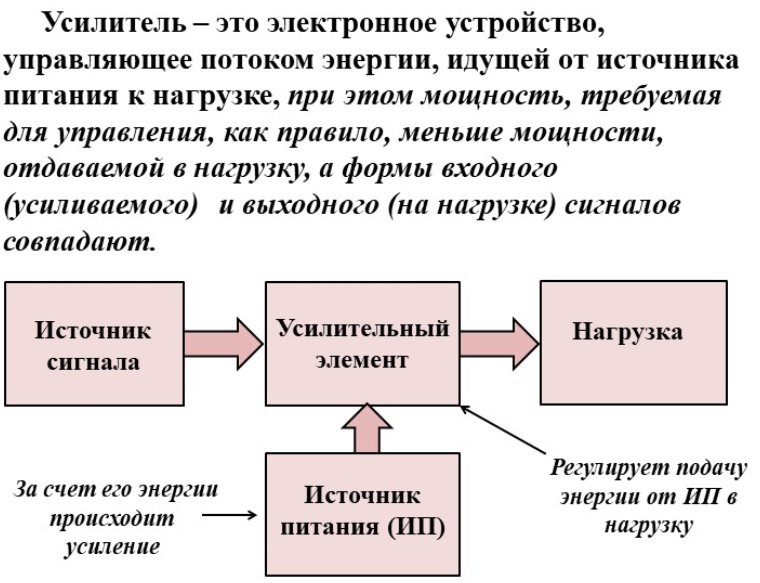 Усилитель – это электронное устройство,
управляющее потоком энергии, идущей от источника
питания к нагрузке, при этом мощность, требуемая
для управления, как правило, меньше мощности,
отдаваемой в нагрузку, а формы входного
(усиливаемого) и выходного (на нагрузке) сигналов
совпадают.
Источник
сигнала
Усилительный
элемент
Нагрузка
За счет его энергии
происходит
усиление
Источник
питания (ИП)
Регулирует подачу
энергии от ИП в
нагрузку